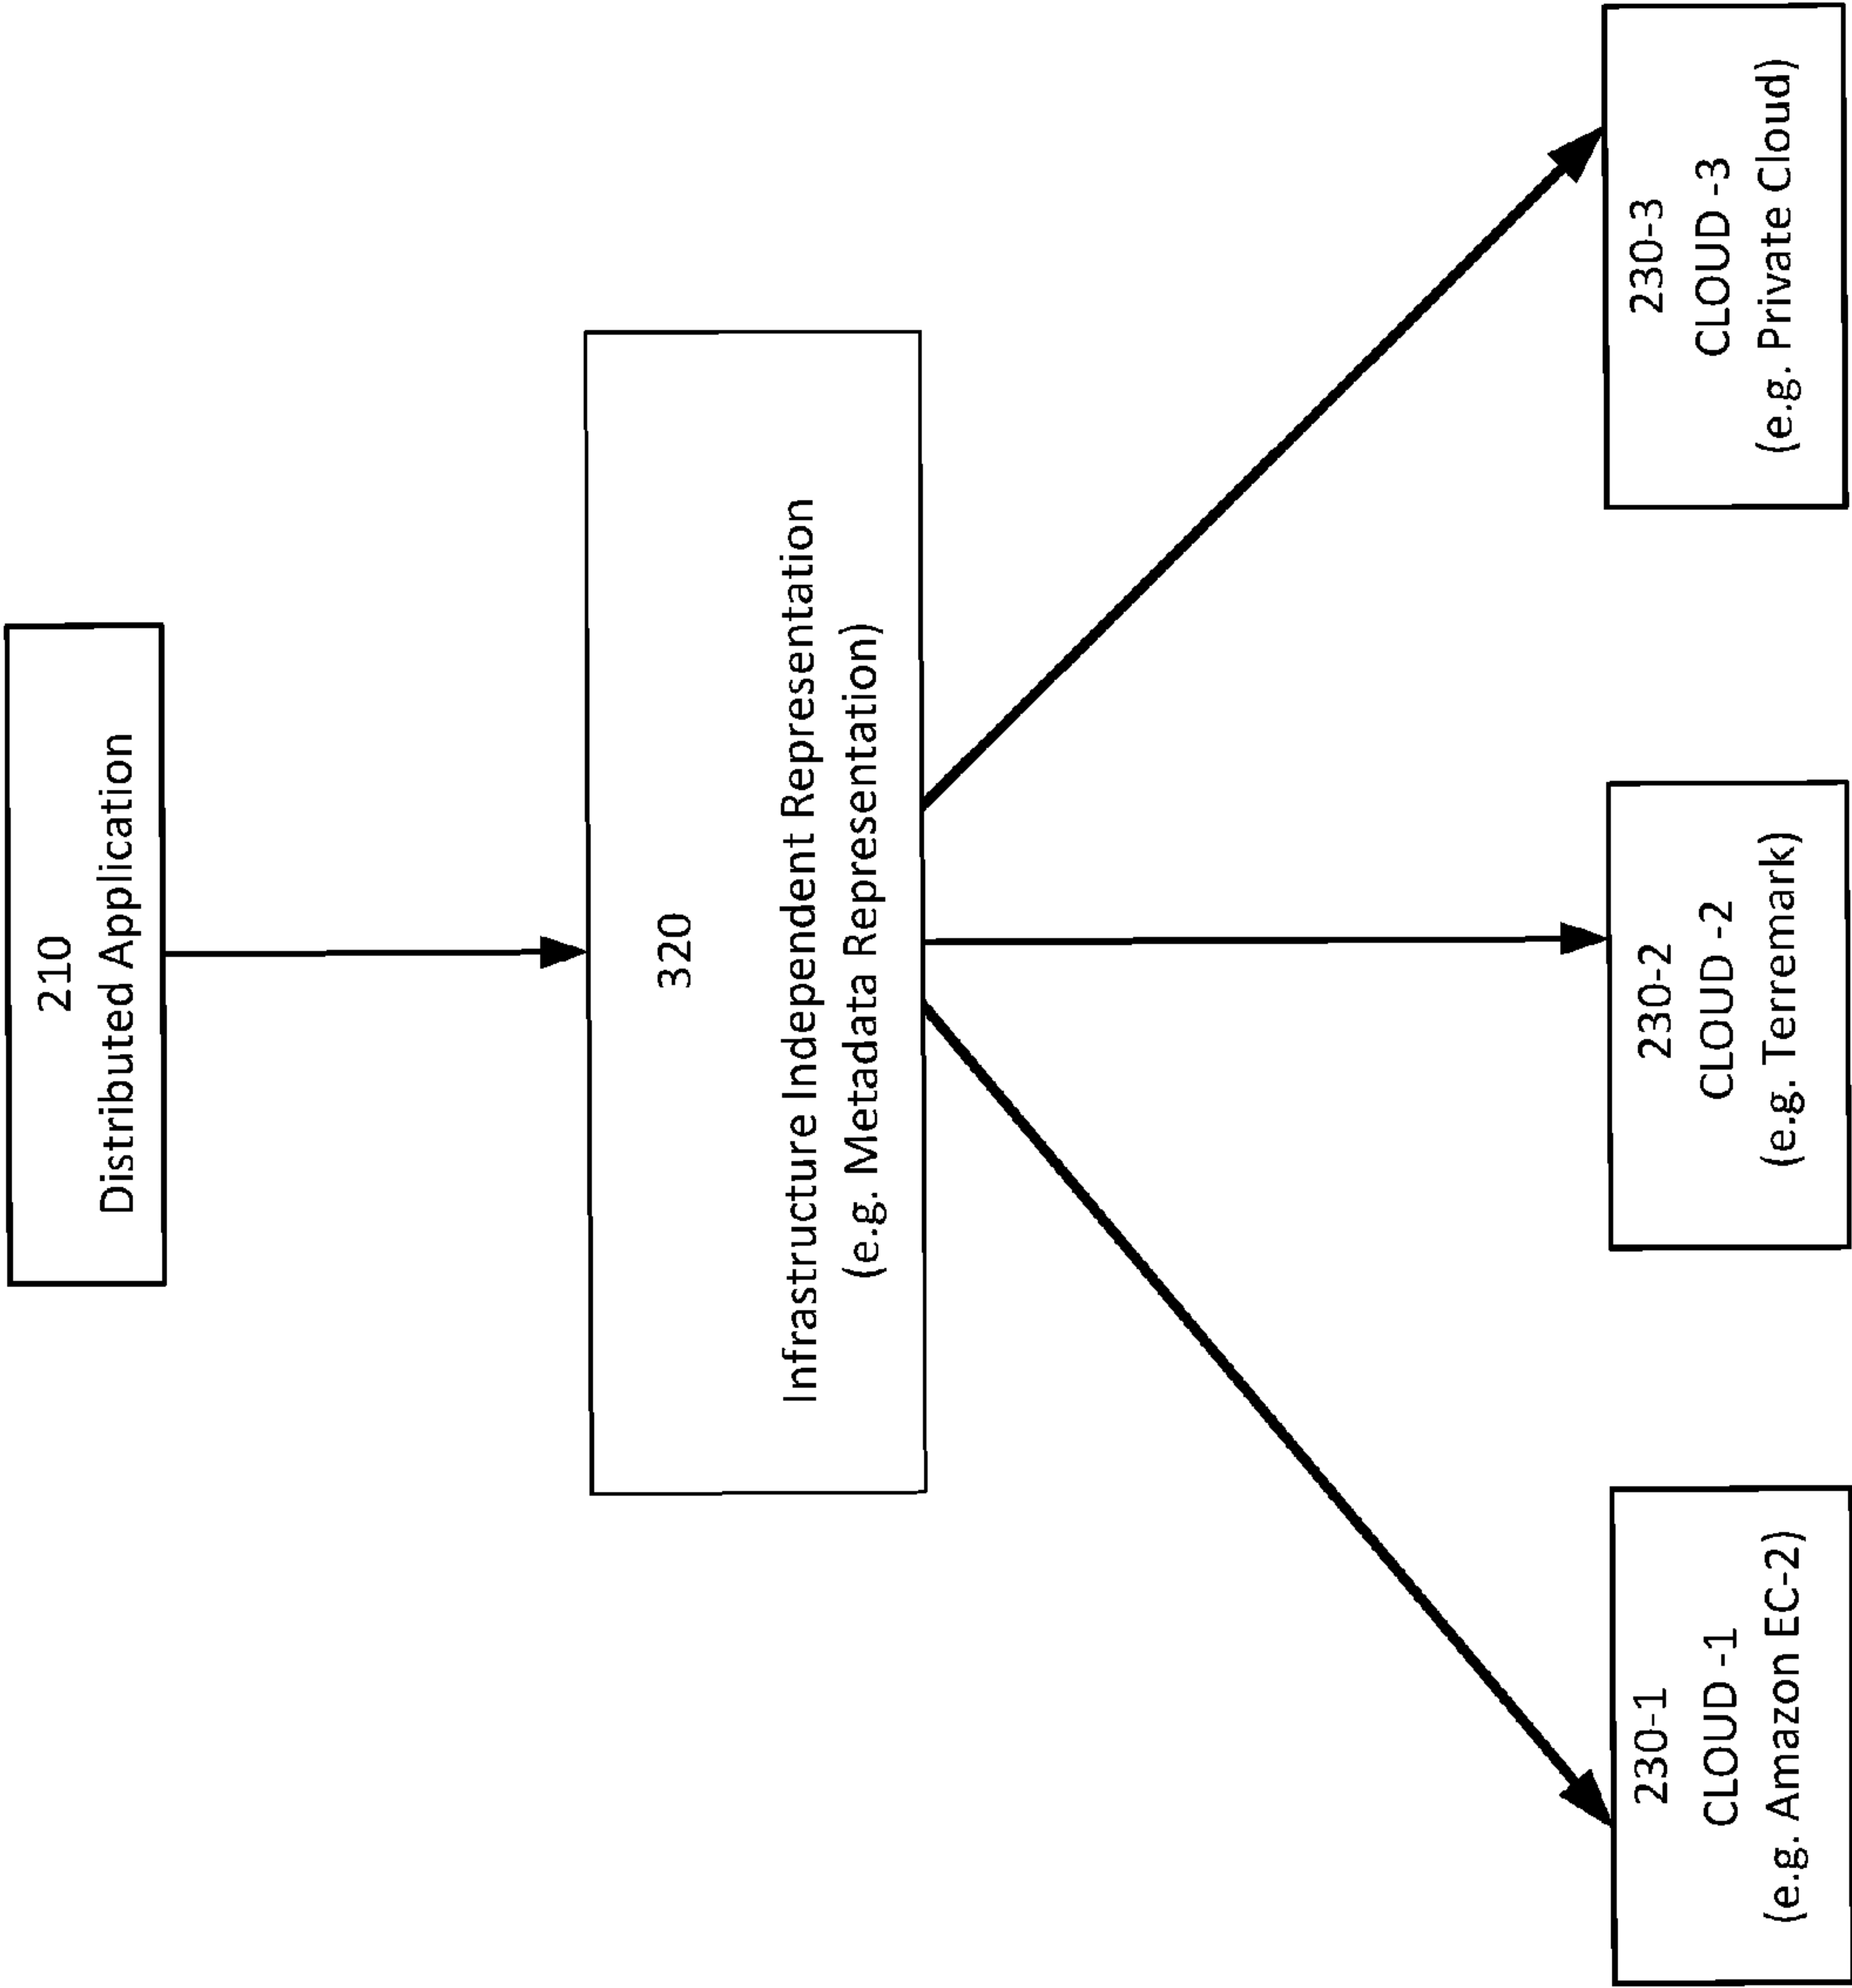 210
Distributed Application
320
Infrastructure Independent Representation
(e.g. Metadata Representation)
230-1
CLOUD -1
(e.g. Amazon EC-2)
230-2
CLOUD -2
(e.g. Terremark)
230-3
CLOUD -3
(e.g. Private Cloud)